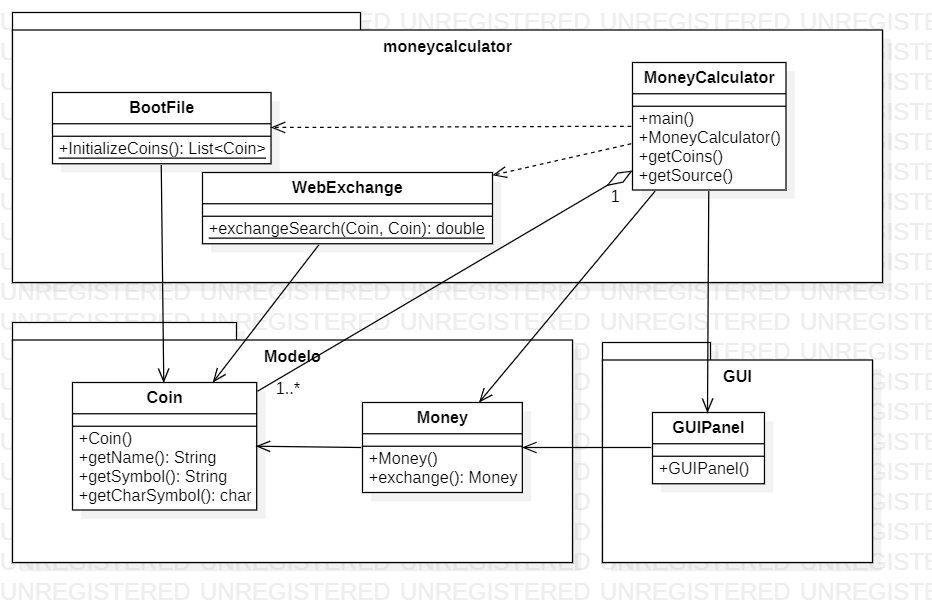 moneycalculator
MoneyCalculator
+main()
+MoneyCalculator()
+getCoins()
+getSource()
BootFile
+InitializeCoins(): List<Coin>
WebExchange
+exchangeSearch(Coin, Coin): double
1
Modelo
1..*
Coin
+Coin()
+getName(): String
+getSymbol(): String
+getCharSymbol(): char
Money
+Money()
+exchange(): Money
GUI
GUIPanel
+GUIPanel()
UNREGISTERED UNREGISTERED UNREGISTERED UNREGISTERED